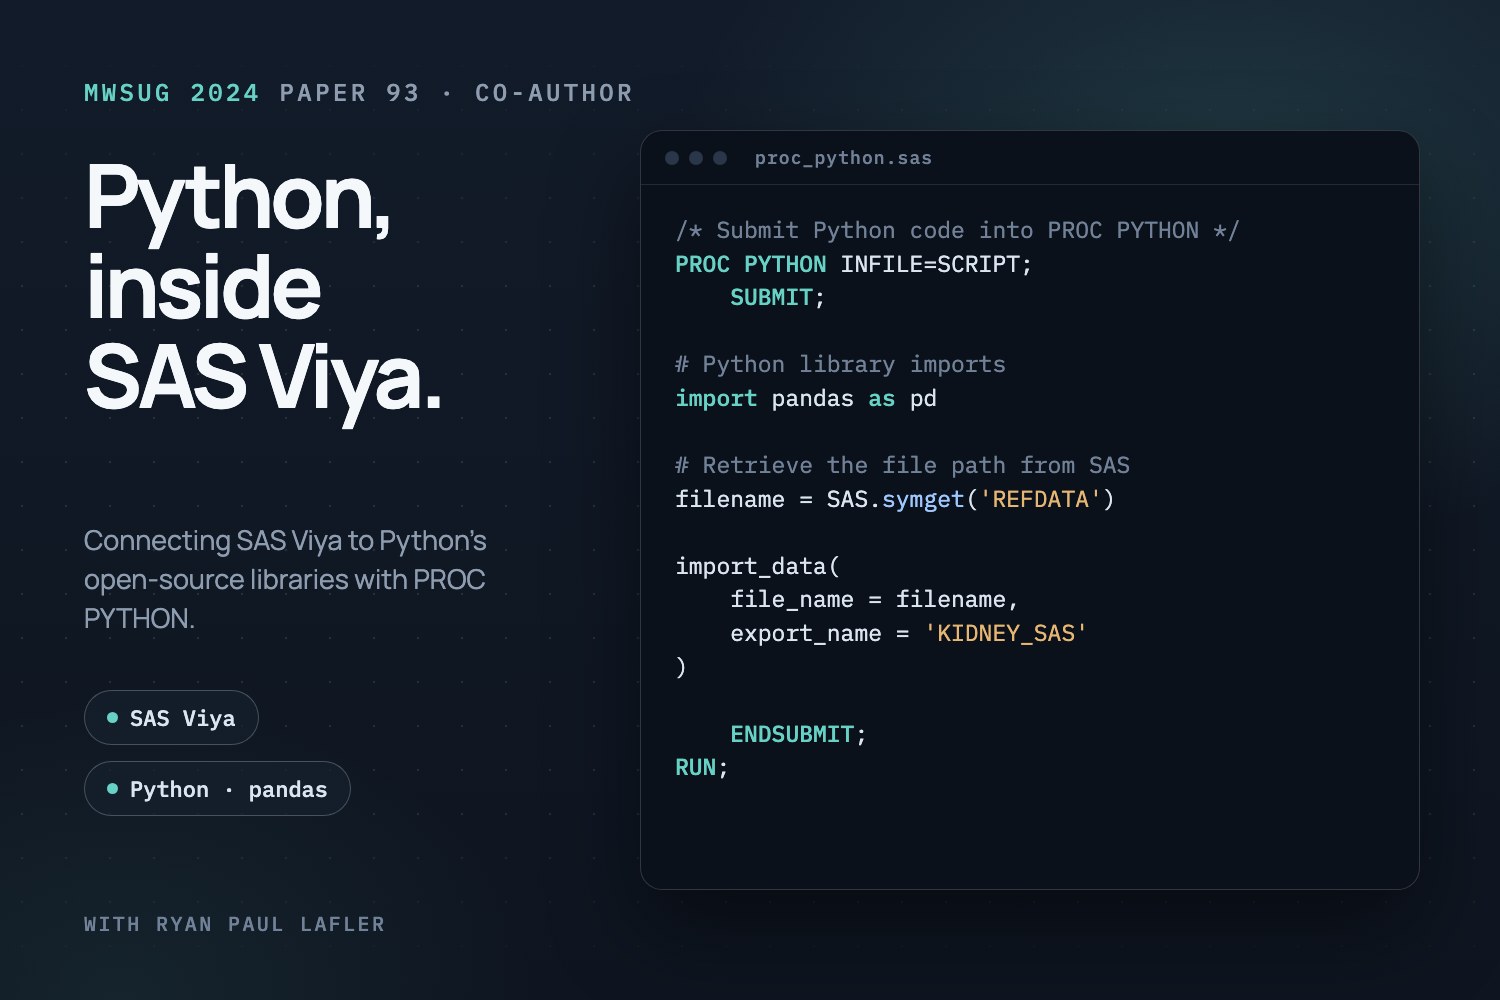 MWSUG 2024 PAPER 93 · CO-AUTHOR
Python,
inside
SAS Viya.
Connecting SAS Viya to Python’s
open-source libraries with PROC
PYTHON.
SAS Viya
Python · pandas
WITH RYAN PAUL LAFLER
proc_python.sas
/* Submit Python code into PROC PYTHON */
PROC PYTHON INFILE=SCRIPT;
    SUBMIT;
# Python library imports
import pandas as pd
# Retrieve the file path from SAS
filename = SAS.symget('REFDATA')
import_data(
    file_name = filename,
    export_name = 'KIDNEY_SAS'
)
    ENDSUBMIT;
RUN;